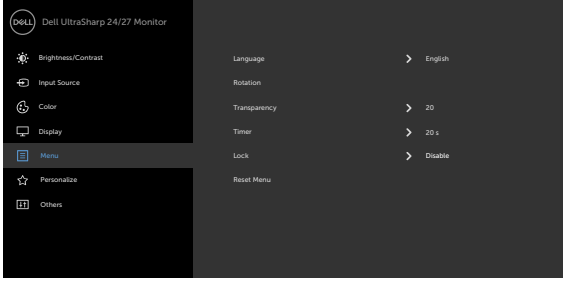 DELL Dell UltraSharp 24/27 Monitor
Brightness/Contrast
Input Source
Color
Display
Menu
Personalize
Others
Language > English
Rotation
Transparency > 20
Timer > 20 s
Lock > Disable
Reset Menu